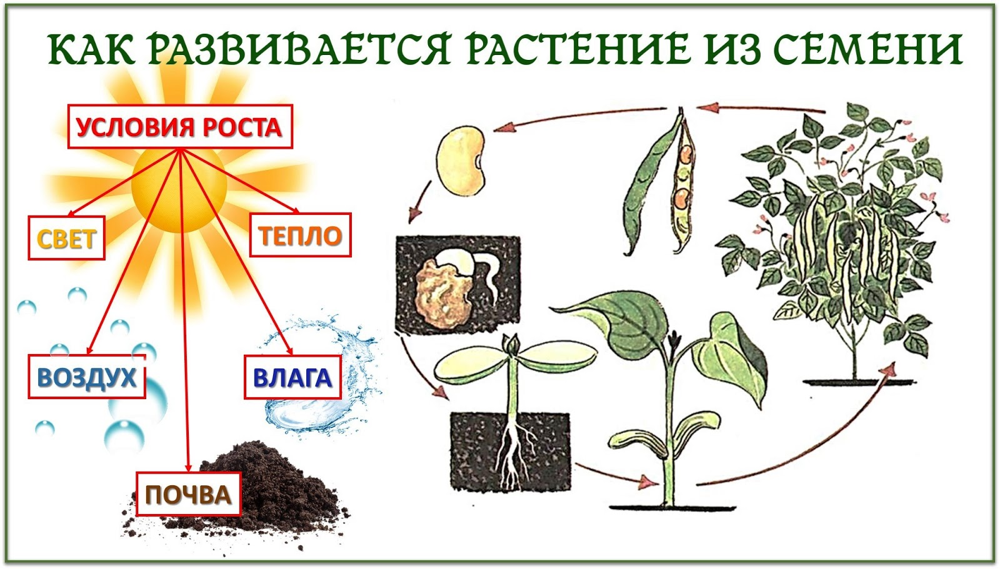 КАК РАЗВИВАЕТСЯ РАСТЕНИЕ ИЗ СЕМЕНИ
УСЛОВИЯ РОСТА
СВЕТ
ТЕПЛО
ВОЗДУХ
ВЛАГА
ПОЧВА